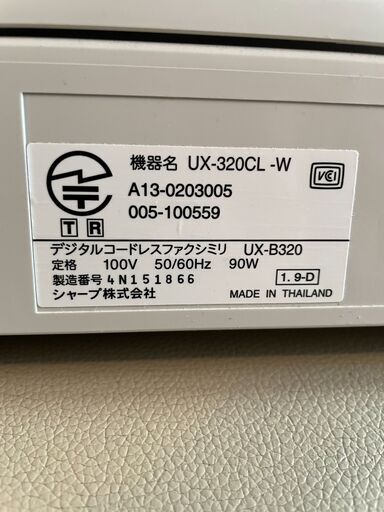 機器名 UX-320CL -W
A13-0203005
005-100559
VCI
T R
デジタルコードレスファクシミリ UX-B320
定格 100V 50/60Hz 90W
製造番号 4N151866
1.9-D
シャープ株式会社
MADE IN THAILAND